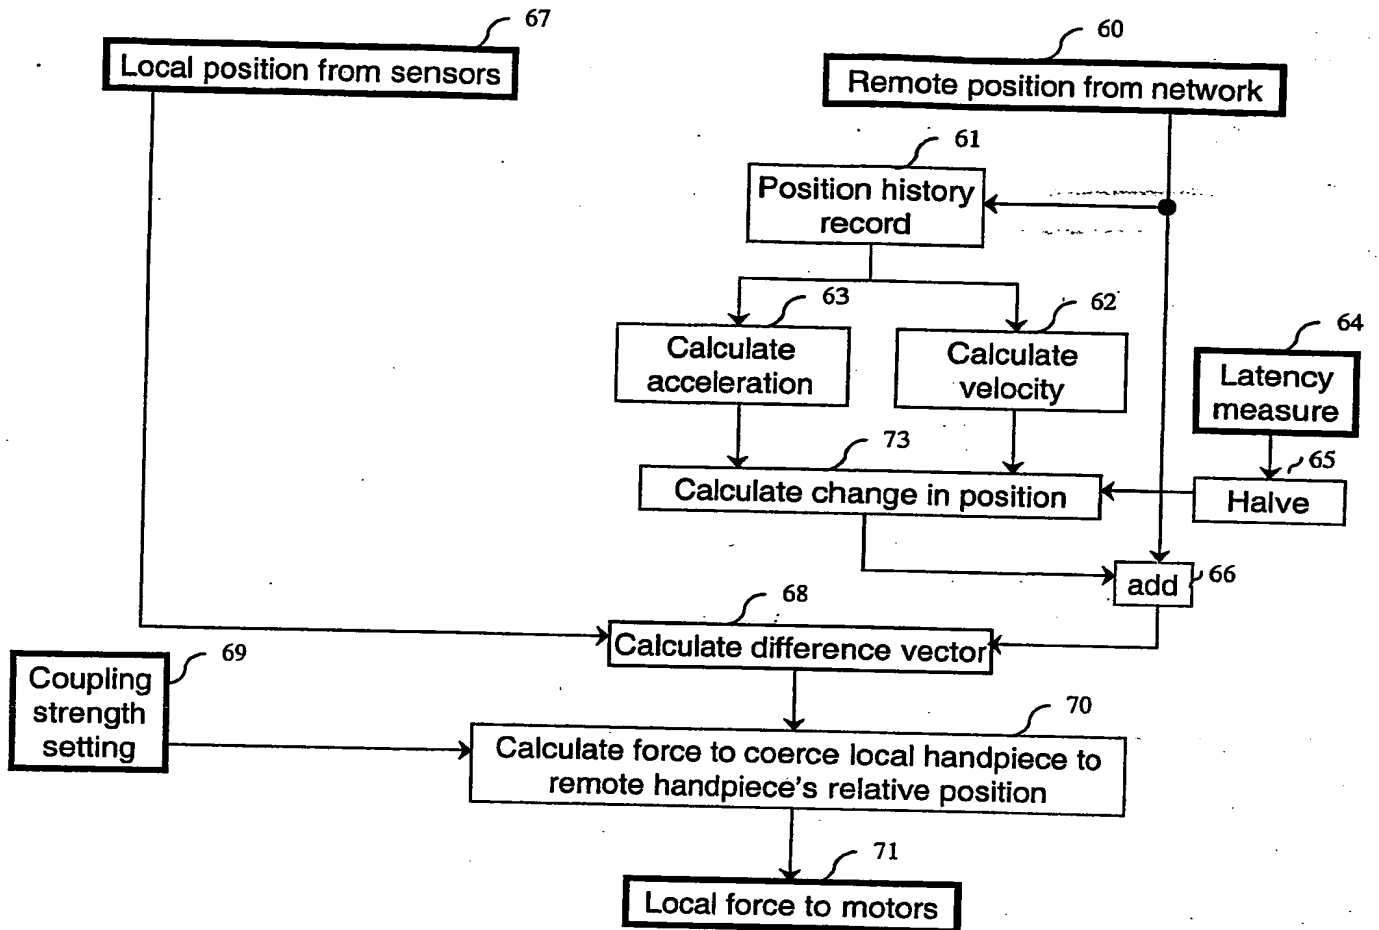 67
Local position from sensors
60
Remote position from network
61
Position history
record
63
Calculate
acceleration
62
Calculate
velocity
64
Latency
measure
73
Calculate change in position
65
Halve
add
66
68
Calculate difference vector
69
Coupling
strength
setting
70
Calculate force to coerce local handpiece to
remote handpiece's relative position
71
Local force to motors